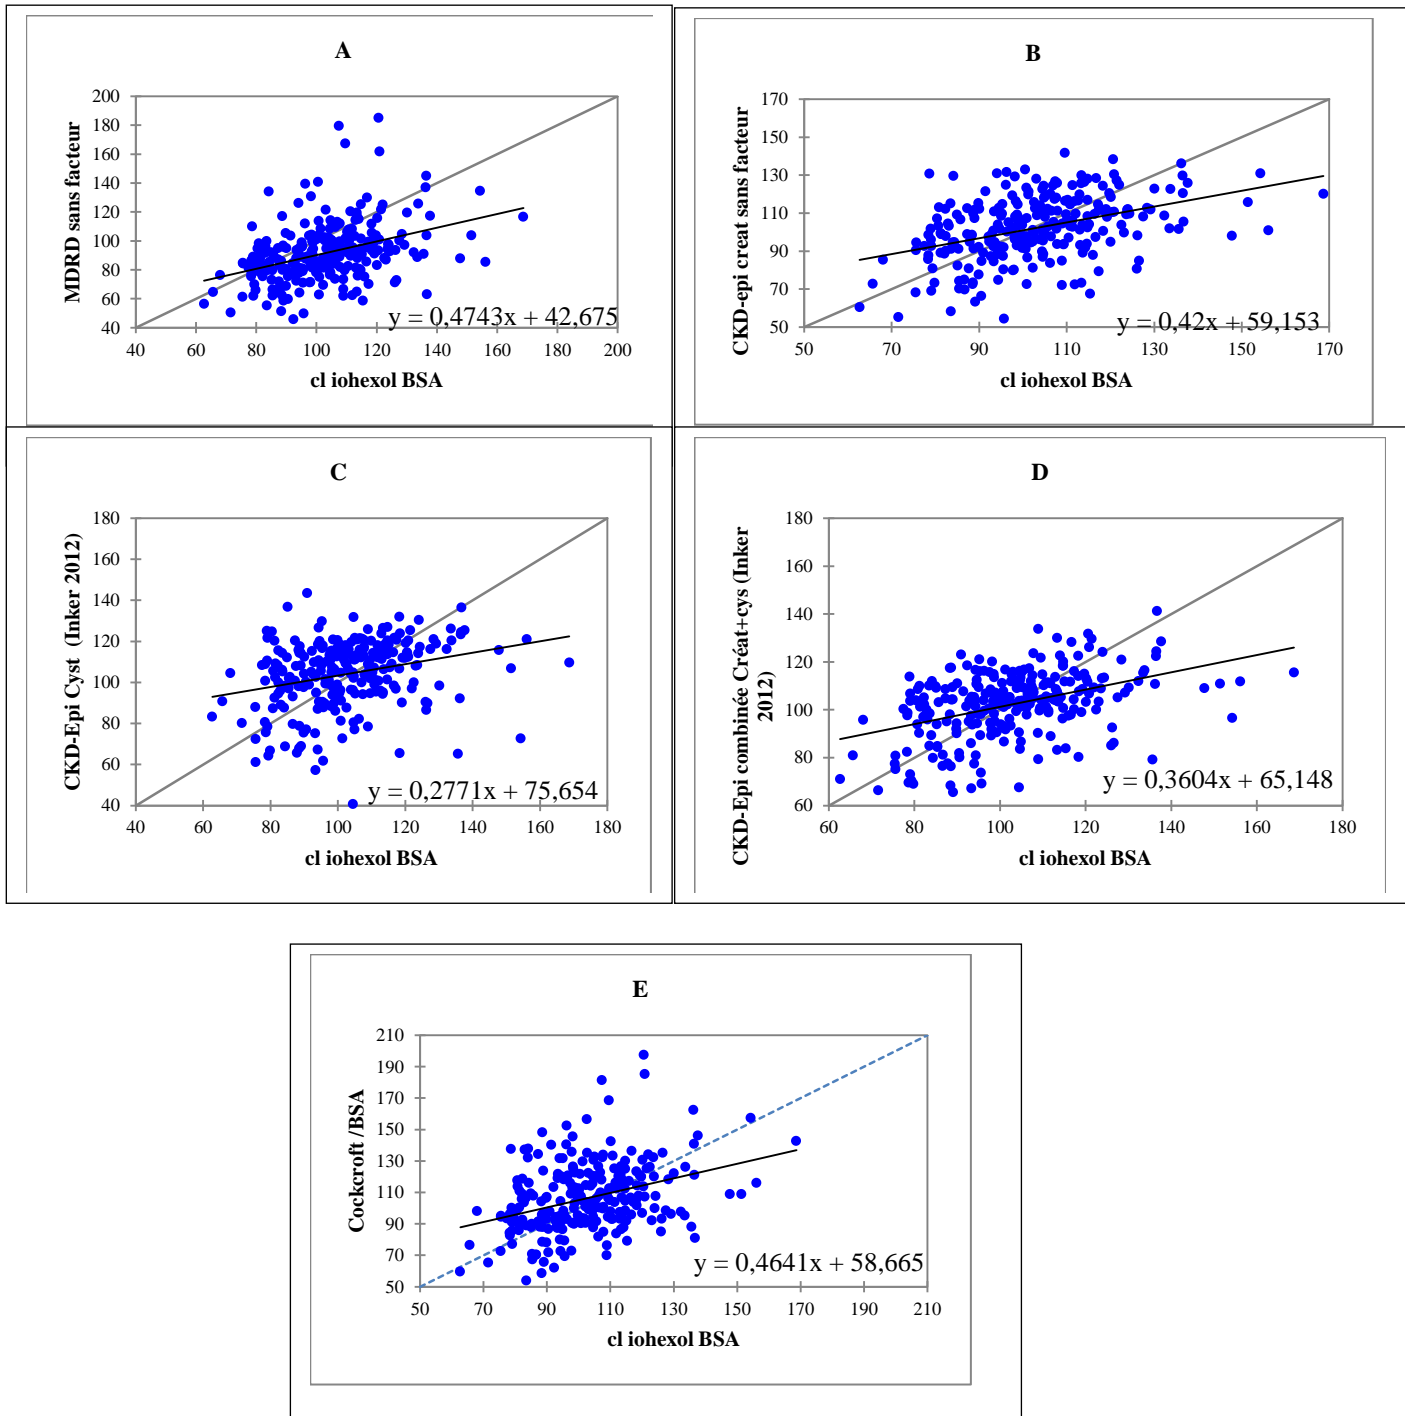 A
MDRD sans facteur
200
180
160
140
120
100
80
60
40
40 60 80 100 120 140 160 180 200
y = 0,4743x + 42,675
cl iohexol BSA
B
CKD-epi creat sans facteur
170
150
130
110
90
70
50
50 70 90 110 130 150 170
y = 0,42x + 59,153
cl iohexol BSA
C
CKD-Epi Cyst (Inker 2012)
180
160
140
120
100
80
60
40
40 60 80 100 120 140 160 180
y = 0,2771x + 75,654
cl iohexol BSA
D
CKD-Epi combinée Créat+cys (Inker
2012)
180
160
140
120
100
80
60
60 80 100 120 140 160 180
y = 0,3604x + 65,148
cl iohexol BSA
E
Cockcroft /BSA
210
190
170
150
130
110
90
70
50
50 70 90 110 130 150 170 190 210
y = 0,4641x + 58,665
cl iohexol BSA